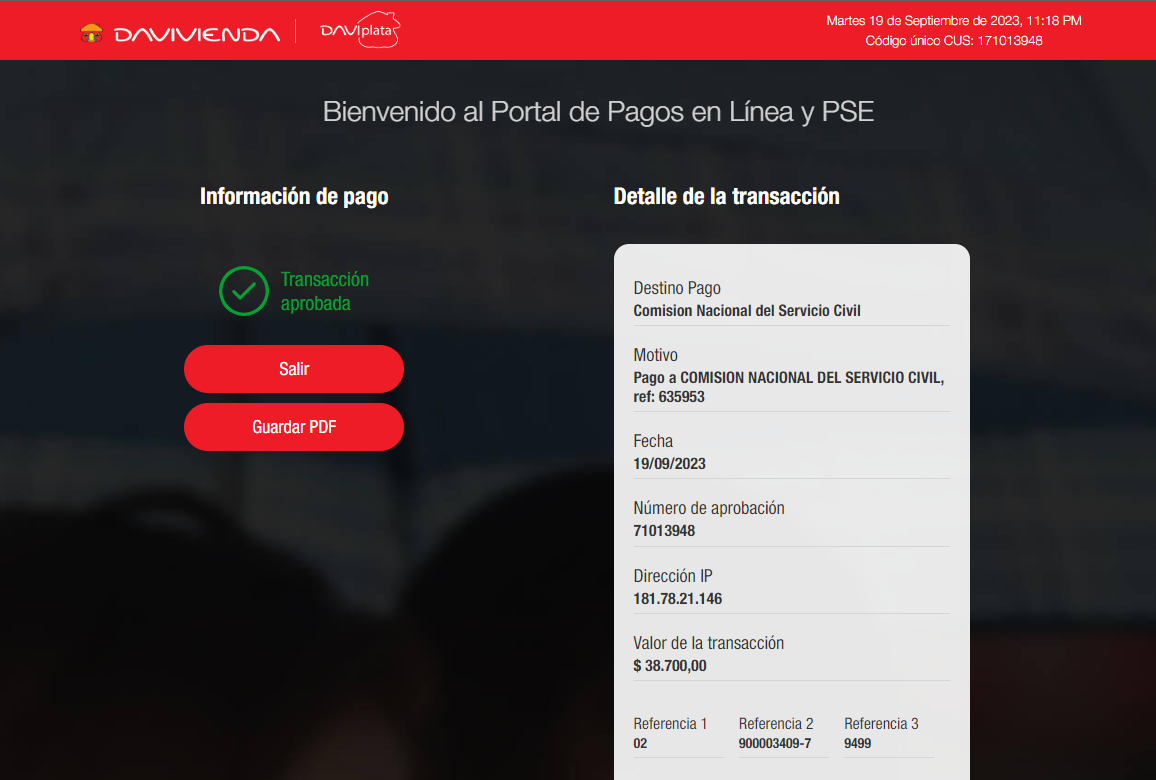 DAVIVIENDA
DAVIplata
Martes 19 de Septiembre de 2023, 11:18 PM
Código único CUS: 171013948
Bienvenido al Portal de Pagos en Línea y PSE
Información de pago
Transacción
aprobada
Salir
Guardar PDF
Detalle de la transacción
Destino Pago
Comision Nacional del Servicio Civil
Motivo
Pago a COMISION NACIONAL DEL SERVICIO CIVIL,
ref: 635953
Fecha
19/09/2023
Número de aprobación
71013948
Dirección IP
181.78.21.146
Valor de la transacción
$ 38.700,00
Referencia 1 Referencia 2 Referencia 3
02 900003409-7 9499